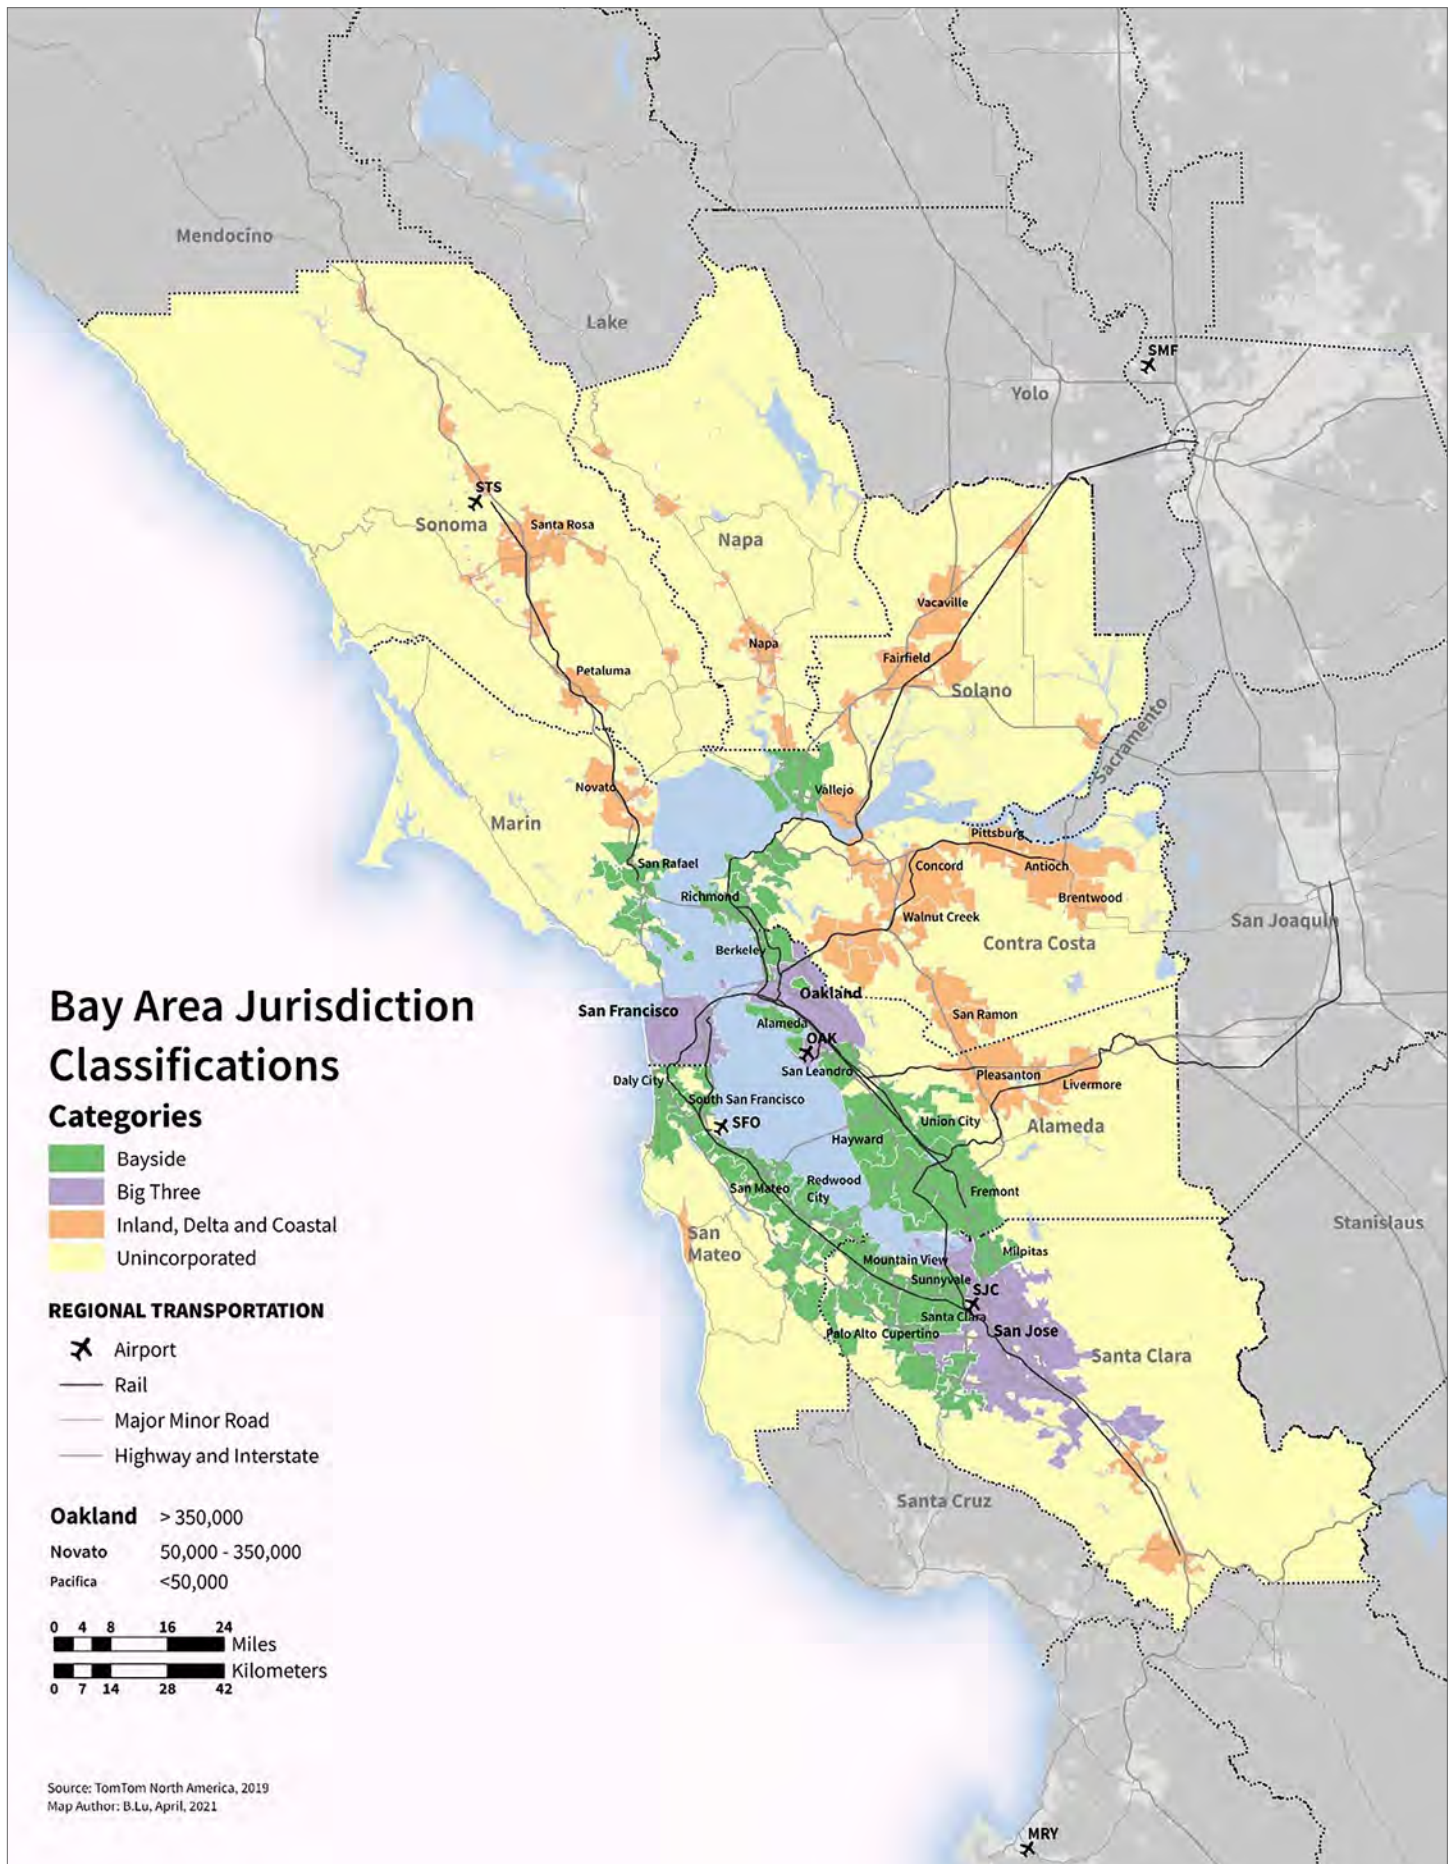 Mendocino
Lake
SMF
Yolo
STS
Sonoma
Santa Rosa
Napa
Vacaville
Napa
Fairfield
Petaluma
Solano
Sacramento
Novato
Vallejo
Marin
Pittsburg
San Rafael
Concord
Antioch
Richmond
Brentwood
Walnut Creek
San Joaquin
Contra Costa
Berkeley
Oakland
San Francisco
San Ramon
Alameda
OAK
San Leandro
Pleasanton
Daly City
Livermore
South San Francisco
SFO
Union City
Alameda
Hayward
San Mateo
Redwood
City
Fremont
Stanislaus
San
Mateo
Milpitas
Mountain View
Sunnyvale
SJC
Santa Clara
San Jose
Palo Alto
Cupertino
Santa Clara
Santa Cruz
MRY
Bay Area Jurisdiction
Classifications
Categories
Bayside
Big Three
Inland, Delta and Coastal
Unincorporated
REGIONAL TRANSPORTATION
Airport
Rail
Major Minor Road
Highway and Interstate
Oakland > 350,000
Novato 50,000 - 350,000
Pacifica <50,000
0 4 8 16 24
Miles
Kilometers
0 7 14 28 42
Source: TomTom North America, 2019
Map Author: B.Lu, April, 2021